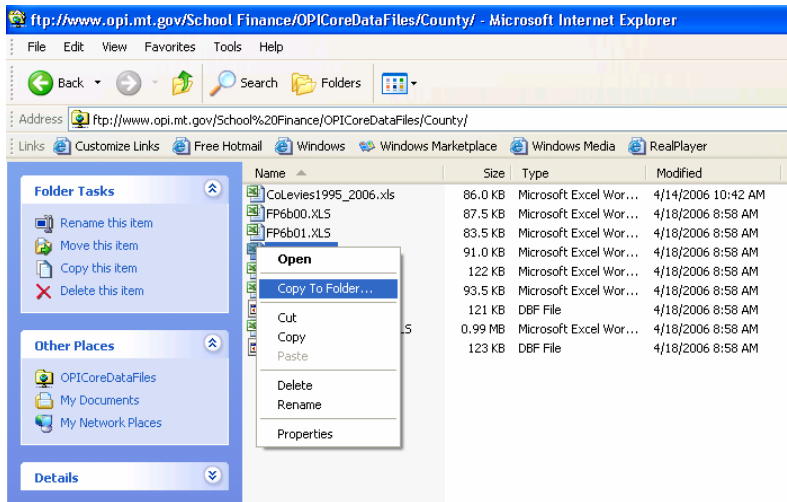 ftp://www.opi.mt.gov/School Finance/OPICoreDataFiles/County/ - Microsoft Internet Explorer
File Edit View Favorites Tools Help
Back Search Folders
Address ftp://www.opi.mt.gov/School%20Finance/OPICoreDataFiles/County/
Links Customize Links Free Hotmail Windows Windows Marketplace Windows Media RealPlayer
Folder Tasks
Rename this item
Move this item
Copy this item
Delete this item
Other Places
OPICoreDataFiles
My Documents
My Network Places
Details
Name Size Type Modified
CoLevies1995_2006.xls 86.0 KB Microsoft Excel Wor... 4/14/2006 10:42 AM
FP6b00.XLS 87.5 KB Microsoft Excel Wor... 4/18/2006 8:58 AM
FP6b01.XLS 83.5 KB Microsoft Excel Wor... 4/18/2006 8:58 AM
91.0 KB Microsoft Excel Wor... 4/18/2006 8:58 AM
122 KB Microsoft Excel Wor... 4/18/2006 8:58 AM
93.5 KB Microsoft Excel Wor... 4/18/2006 8:58 AM
121 KB DBF File 4/18/2006 8:58 AM
0.99 MB Microsoft Excel Wor... 4/18/2006 8:58 AM
123 KB DBF File 4/18/2006 8:58 AM
Open
Copy To Folder...
Cut
Copy
Paste
Delete
Rename
Properties